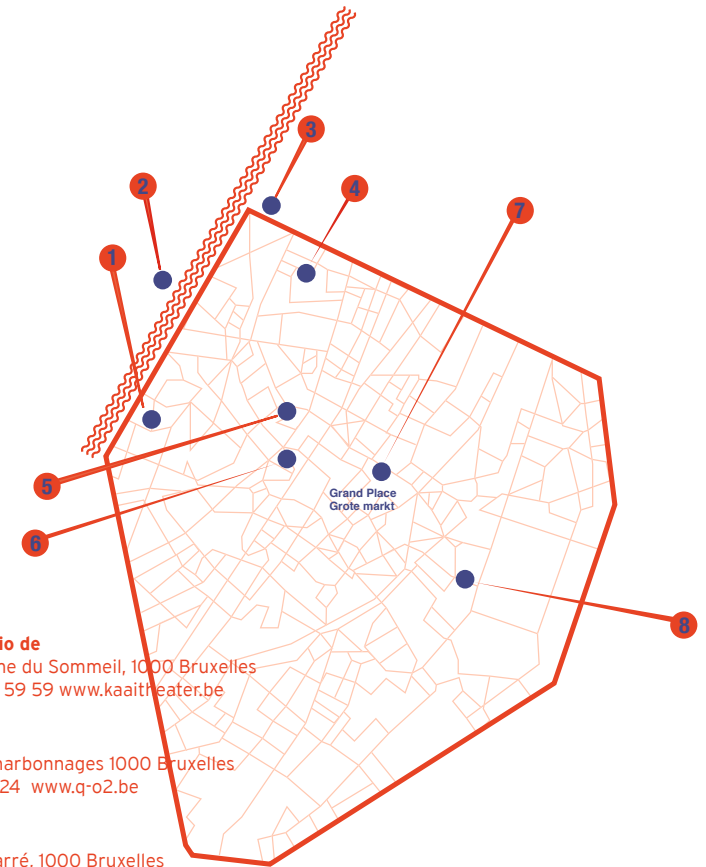 3
2
4
7
1
5
Grand Place
Grote markt
6
8
io de
ne du Sommeil, 1000 Bruxelles
59 59 www.kaaitheater.be
harbonnages 1000 Bruxelles
24 www.q-o2.be
arré, 1000 Bruxelles